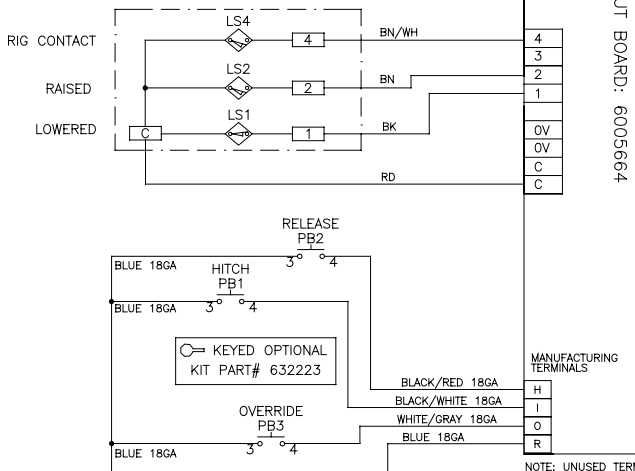 LS4
RIG CONTACT
4
BN/WH
4
3
LS2
RAISED
2
BN
2
1
LS1
LOWERED
C
1
BK
0V
0V
C
RD
C
UT BOARD: 6005664
RELEASE
PB2
3 4
BLUE 18GA
HITCH
PB1
3 4
BLUE 18GA
KEYED OPTIONAL
KIT PART# 632223
MANUFACTURING
TERMINALS
BLACK/RED 18GA
H
BLACK/WHITE 18GA
I
OVERRIDE
PB3
WHITE/GRAY 18GA
O
3 4
BLUE 18GA
BLUE 18GA
R
NOTE: UNUSED TERM